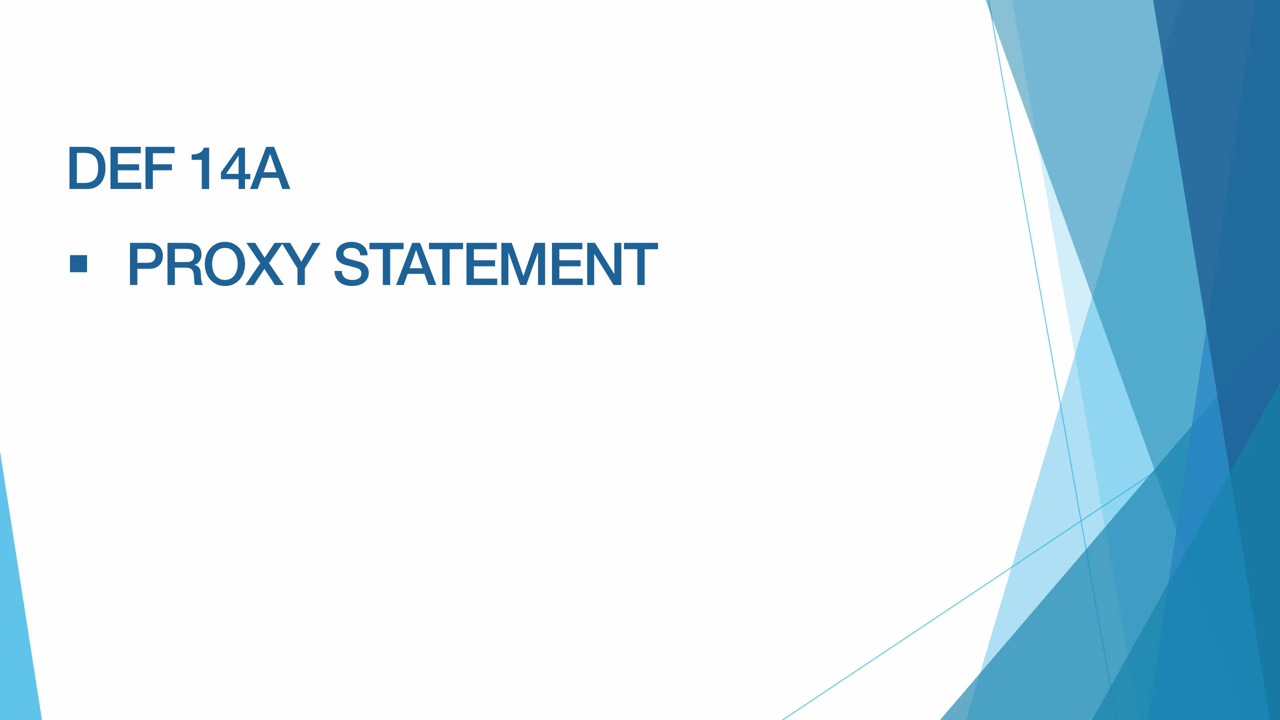 DEF 14A
▪ PROXY STATEMENT